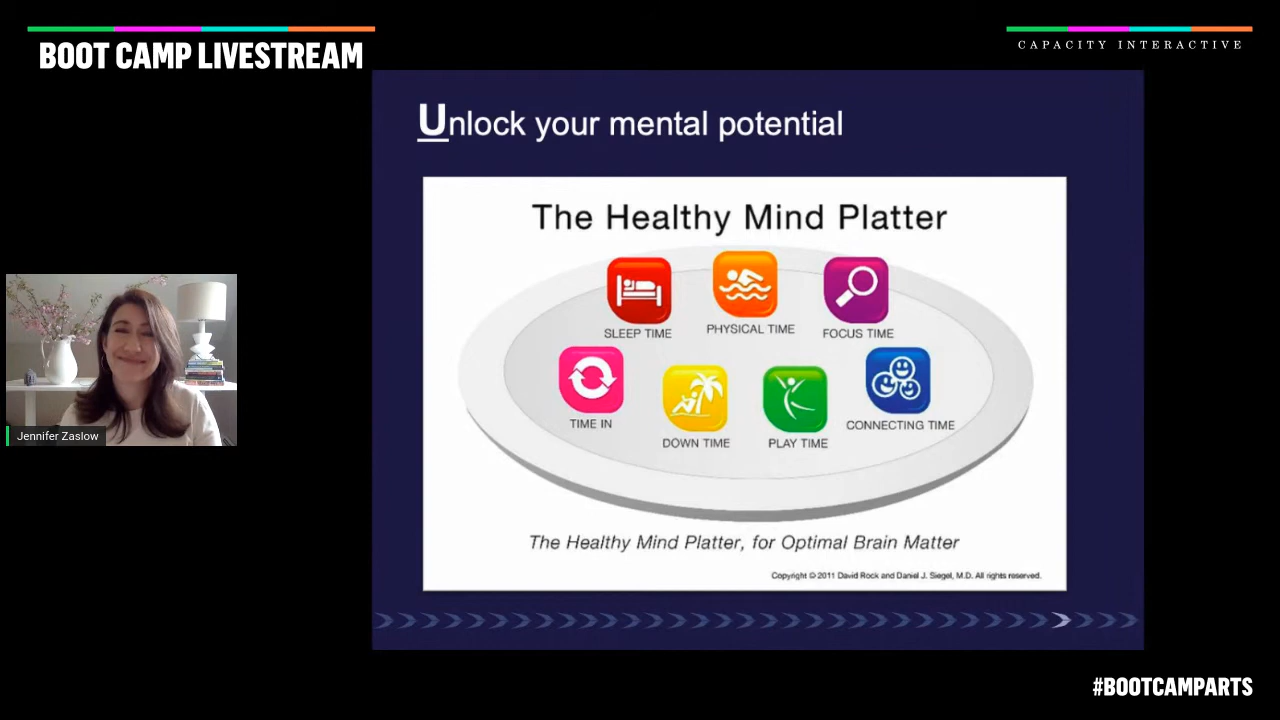 BOOT CAMP LIVESTREAM
CAPACITY INTERACTIVE
Unlock your mental potential
The Healthy Mind Platter
SLEEP TIME
PHYSICAL TIME
FOCUS TIME
TIME IN
DOWN TIME
PLAY TIME
CONNECTING TIME
The Healthy Mind Platter, for Optimal Brain Matter
Copyright © 2011 David Rock and Daniel J. Siegel, M.D. All rights reserved.
Jennifer Zaslow
#BOOTCAMPARTS